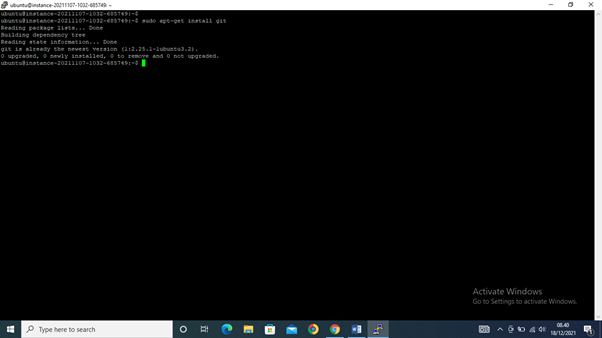 ubuntu@instance-20211107-1032-685749: ~
ubuntu@instance-20211107-1032-685749:~$
ubuntu@instance-20211107-1032-685749:~$ sudo apt-get install git
Reading package lists... Done
Building dependency tree
Reading state information... Done
git is already the newest version (1:2.25.1-1ubuntu3.2).
0 upgraded, 0 newly installed, 0 to remove and 0 not upgraded.
ubuntu@instance-20211107-1032-685749:~$
Activate Windows
Go to Settings to activate Windows.
Type here to search
08.40
18/12/2021